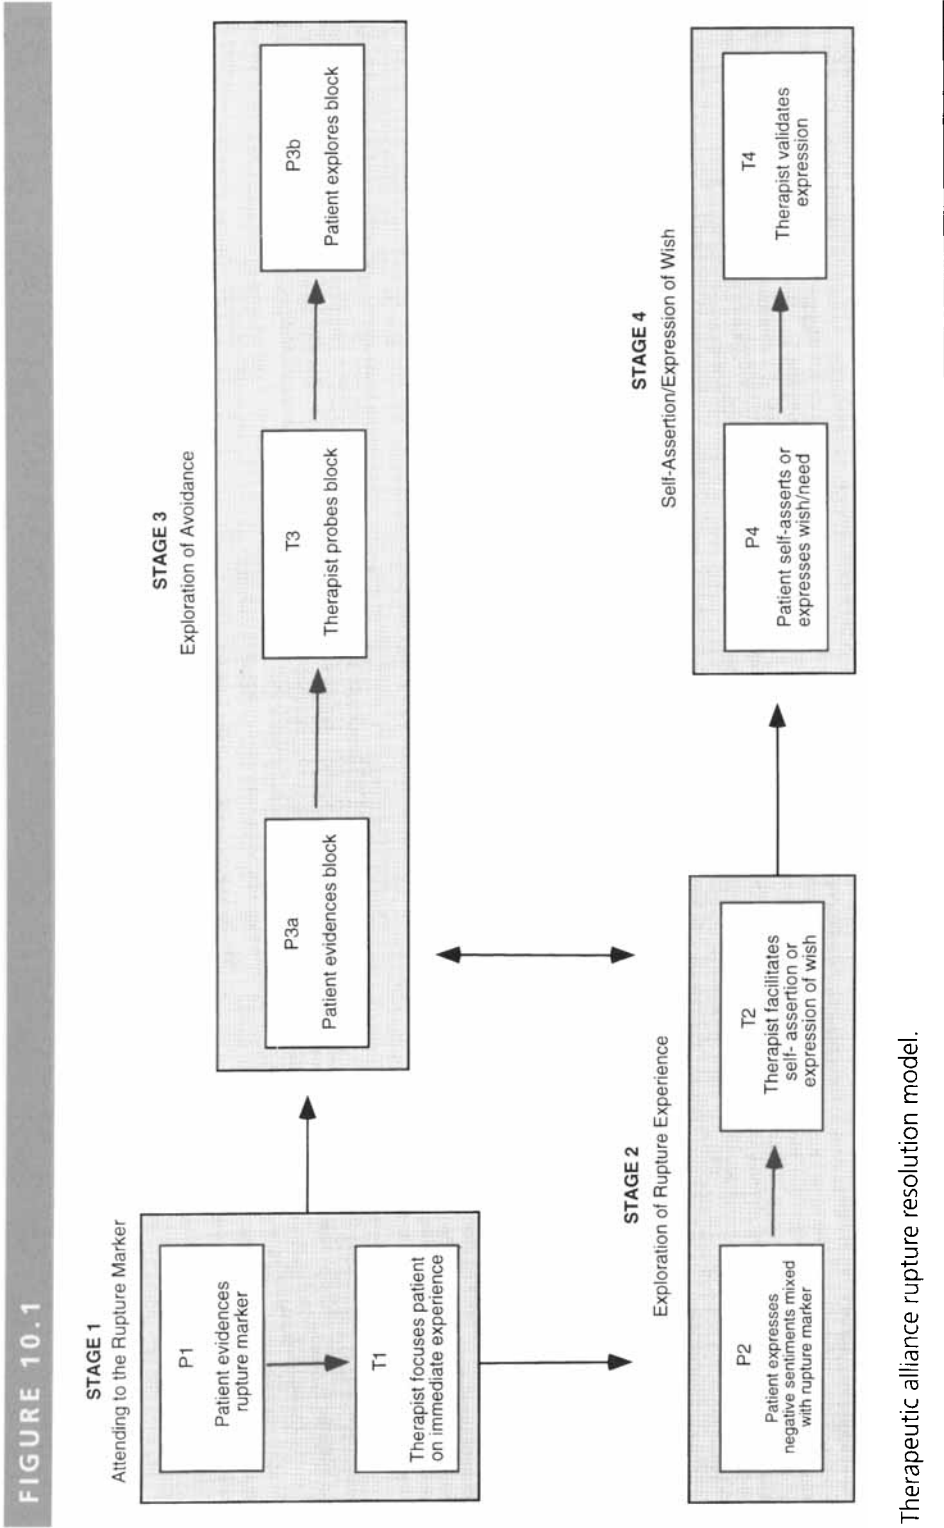 FIGURE 10.1
STAGE 1
Attending to the Rupture Marker
P1
Patient evidences
rupture marker
T1
Therapist focuses patient
on immediate experience
STAGE 3
Exploration of Avoidance
P3a
Patient evidences block
T3
Therapist probes block
P3b
Patient explores block
STAGE 2
Exploration of Rupture Experience
P2
Patient expresses
negative sentiments mixed
with rupture marker
T2
Therapist facilitates
self- assertion or
expression of wish
STAGE 4
Self-Assertion/Expression of Wish
P4
Patient self-asserts or
expresses wish/need
T4
Therapist validates
expression
Therapeutic alliance rupture resolution model.